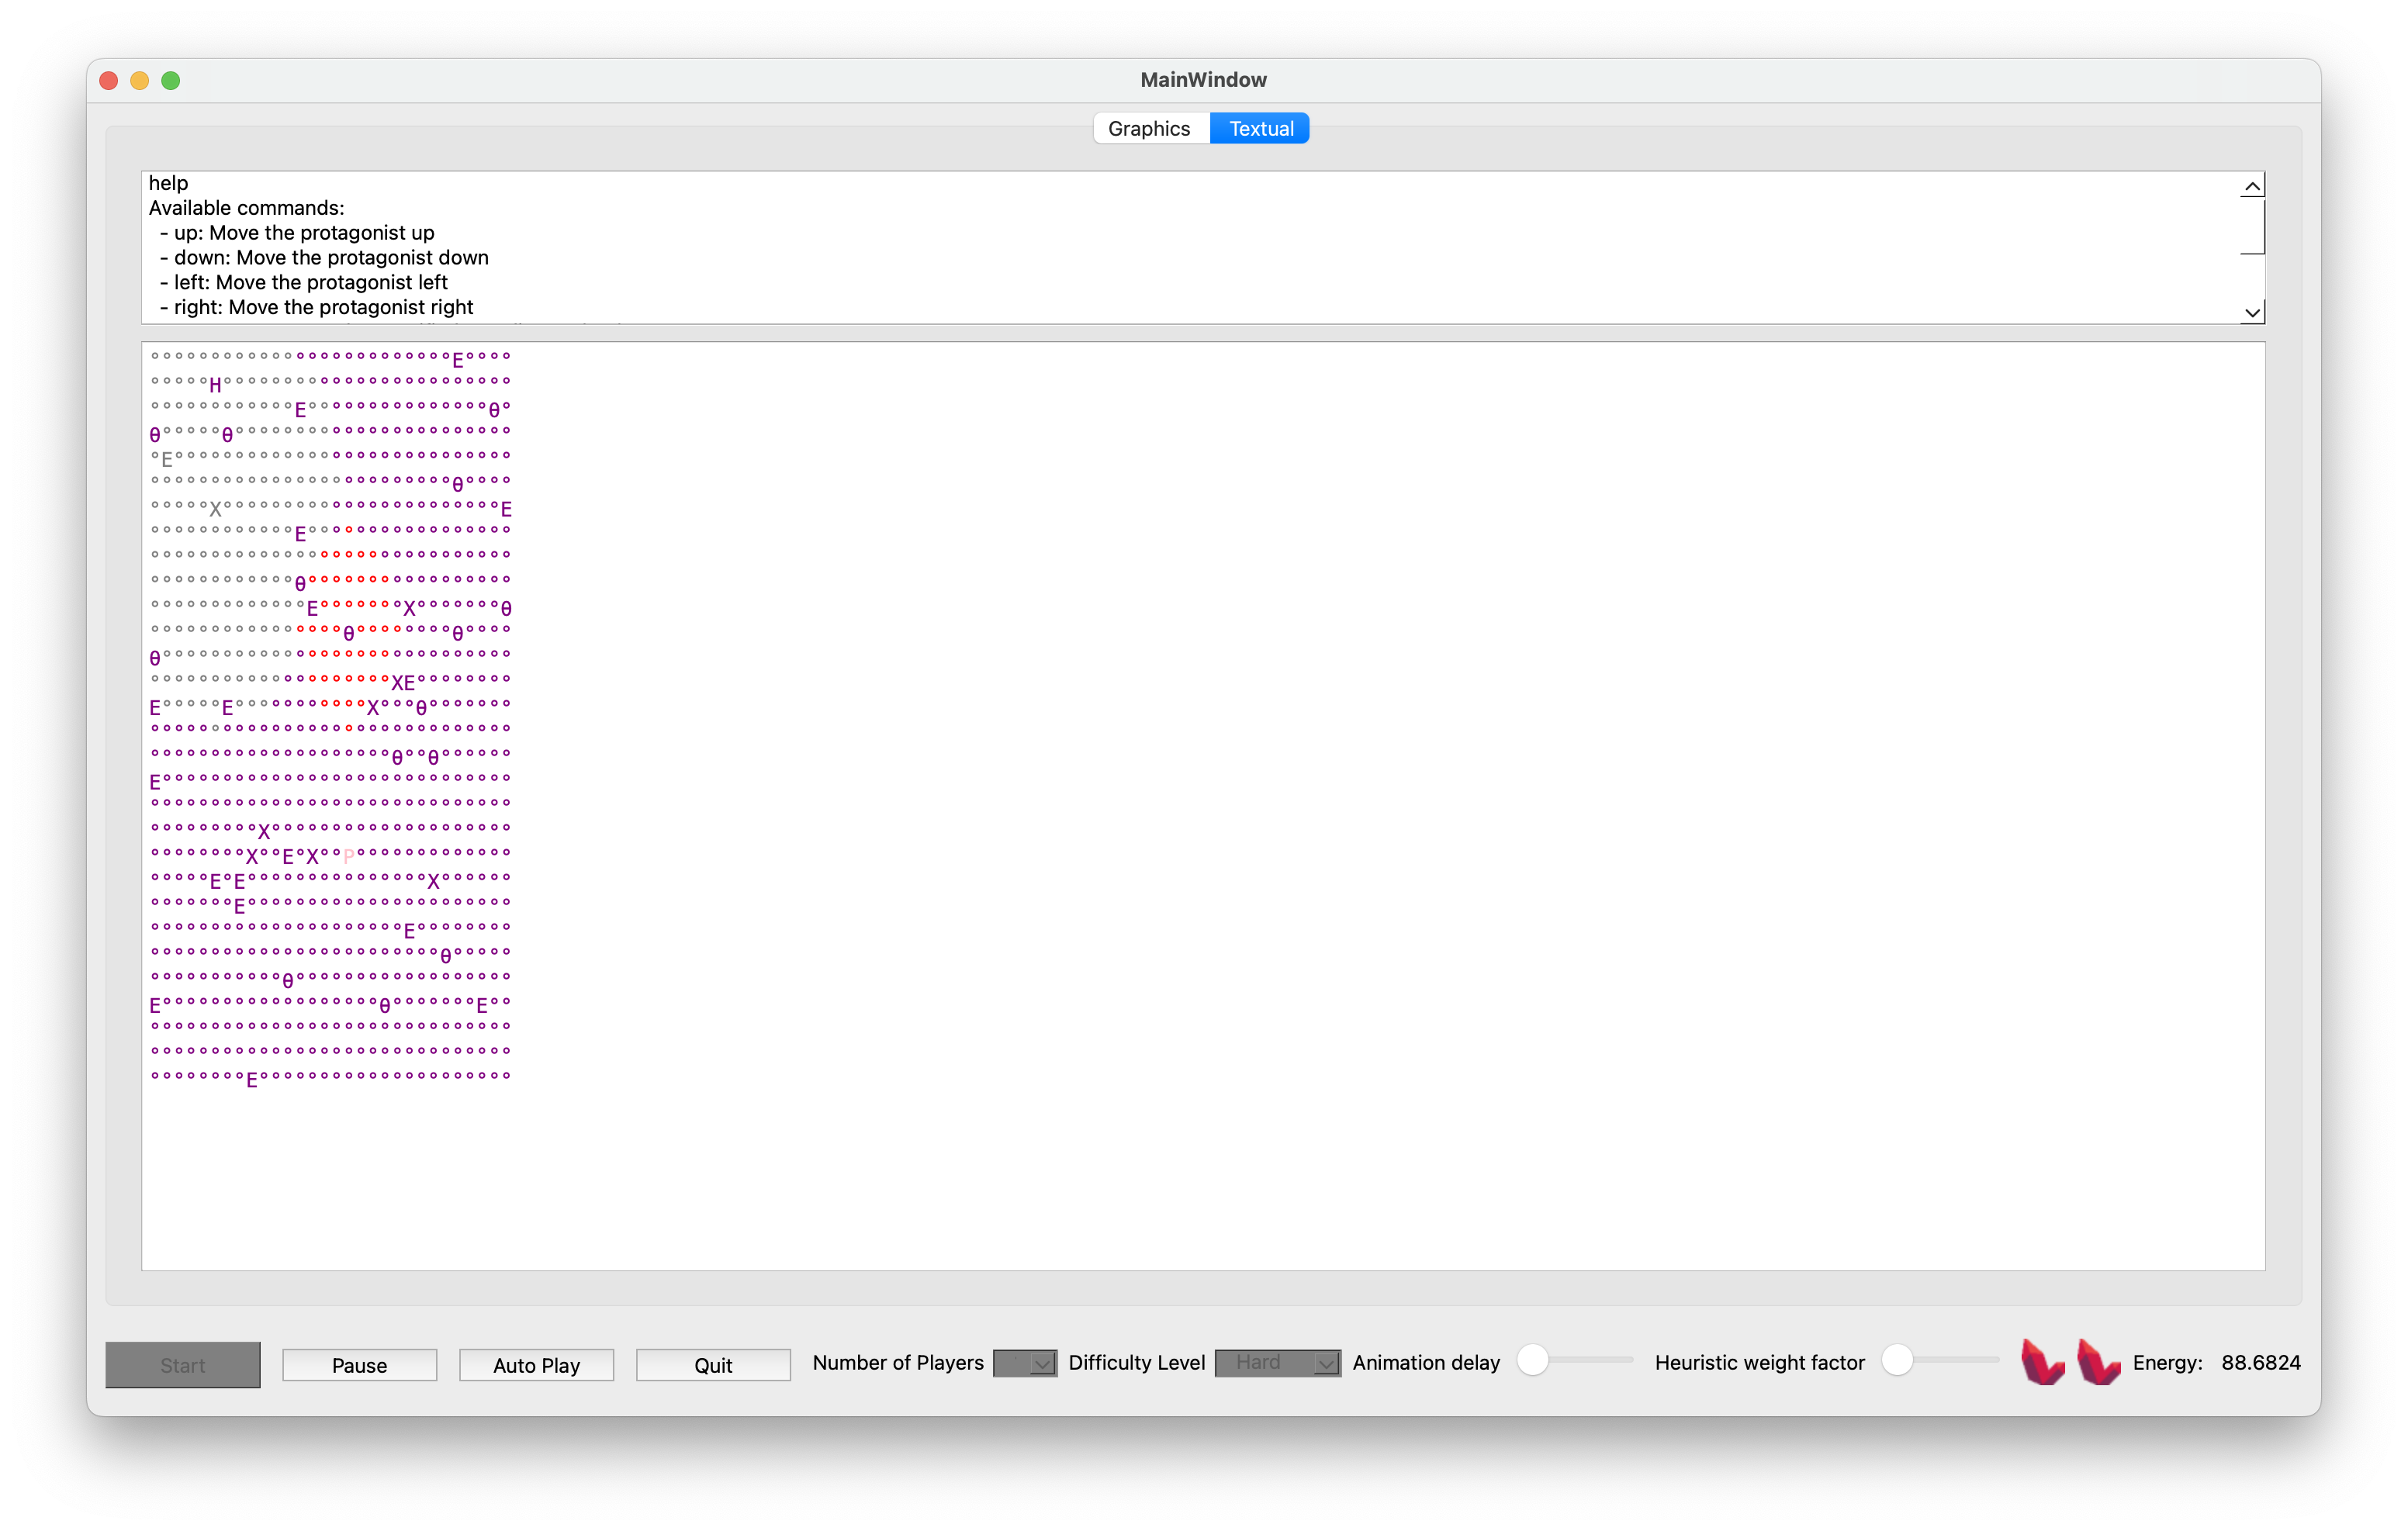 MainWindow
Graphics Textual
help
Available commands:
- up: Move the protagonist up
- down: Move the protagonist down
- left: Move the protagonist left
- right: Move the protagonist right
°°°°°°°°°°°°°°°°°°°°°°°°°E°°°°
°°°°°H°°°°°°°°°°°°°°°°°°°°°°°°
°°°°°°°°°°°°E°°°°°°°°°°°°°°°θ°
θ°°°°°θ°°°°°°°°°°°°°°°°°°°°°°°
°E°°°°°°°°°°°°°°°°°°°°°°°°°°°°
°°°°°°°°°°°°°°°°°°°°°°°°°θ°°°°
°°°°°X°°°°°°°°°°°°°°°°°°°°°°°E
°°°°°°°°°°°°E°°°°°°°°°°°°°°°°°
°°°°°°°°°°°°°°°°°°°°°°°°°°°°°°
°°°°°°°°°°°°θ°°°°°°°°°°°°°°°°°
°°°°°°°°°°°°°E°°°°°°°X°°°°°°°θ
°°°°°°°°°°°°°°°°θ°°°°°°°°θ°°°°
θ°°°°°°°°°°°°°°°°°°°°°°°°°°°°°
°°°°°°°°°°°°°°°°°°°°XE°°°°°°°°
E°°°°°E°°°°°°°°°°°X°°°θ°°°°°°°
°°°°°°°°°°°°°°°°°°°°°°°°°°°°°°
°°°°°°°°°°°°°°°°°°°°θ°°θ°°°°°°
E°°°°°°°°°°°°°°°°°°°°°°°°°°°°°
°°°°°°°°°°°°°°°°°°°°°°°°°°°°°°
°°°°°°°°°X°°°°°°°°°°°°°°°°°°°°
°°°°°°°°X°°E°X°°P°°°°°°°°°°°°°
°°°°°E°E°°°°°°°°°°°°°°°X°°°°°°
°°°°°°°E°°°°°°°°°°°°°°°°°°°°°°
°°°°°°°°°°°°°°°°°°°°°E°°°°°°°°
°°°°°°°°°°°°°°°°°°°°°°°°θ°°°°°
°°°°°°°°°°°θ°°°°°°°°°°°°°°°°°°
E°°°°°°°°°°°°°°°°°°θ°°°°°°°E°°
°°°°°°°°°°°°°°°°°°°°°°°°°°°°°°
°°°°°°°°°°°°°°°°°°°°°°°°°°°°°°
°°°°°°°°E°°°°°°°°°°°°°°°°°°°°°
Start Pause Auto Play Quit Number of Players Difficulty Level Hard Animation delay Heuristic weight factor Energy: 88.6824